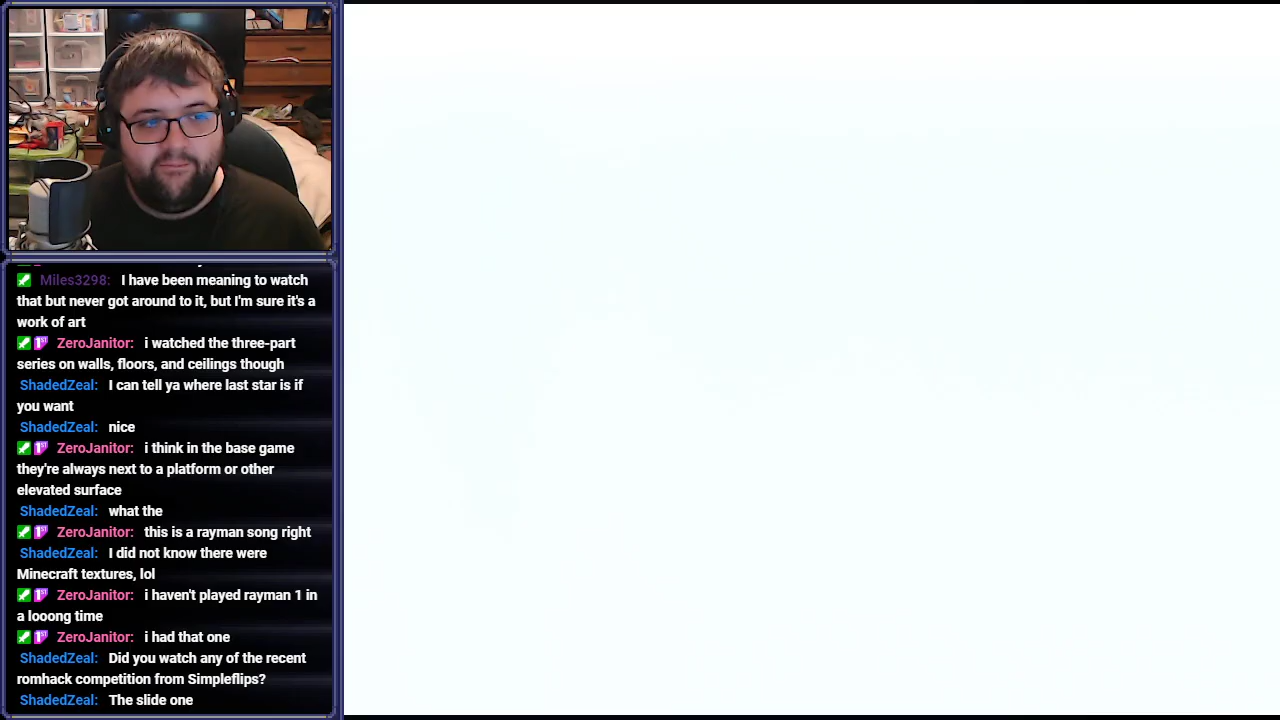 Miles3298: I have been meaning to watch
that but never got around to it, but I'm sure it's a
work of art
ZeroJanitor: i watched the three-part
series on walls, floors, and ceilings though
ShadedZeal: I can tell ya where last star is if
you want
ShadedZeal: nice
ZeroJanitor: i think in the base game
they're always next to a platform or other
elevated surface
ShadedZeal: what the
ZeroJanitor: this is a rayman song right
ShadedZeal: I did not know there were
Minecraft textures, lol
ZeroJanitor: i haven't played rayman 1 in
a looong time
ZeroJanitor: i had that one
ShadedZeal: Did you watch any of the recent
romhack competition from Simpleflips?
ShadedZeal: The slide one